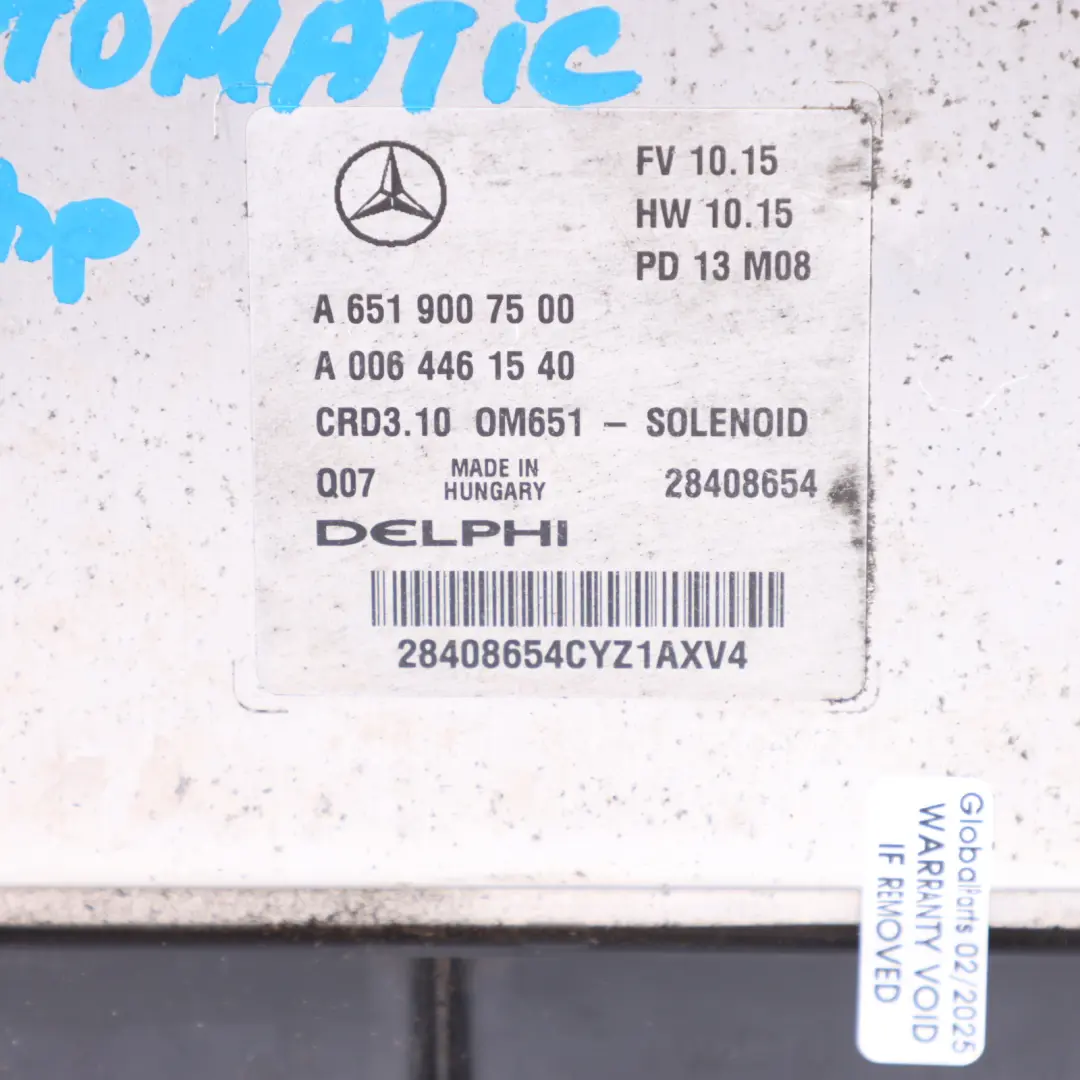 TOMATIC
hp
FV 10.15
HW 10.15
PD 13 M08
A 651 900 75 00
A 006 446 15 40
CRD3.10 OM651 – SOLENOID
Q07 MADE IN HUNGARY 28408654
DELPHI
28408654CYZ1AXV4
GlobalParts 02/2025
WARRANTY VOID
IF REMOVED